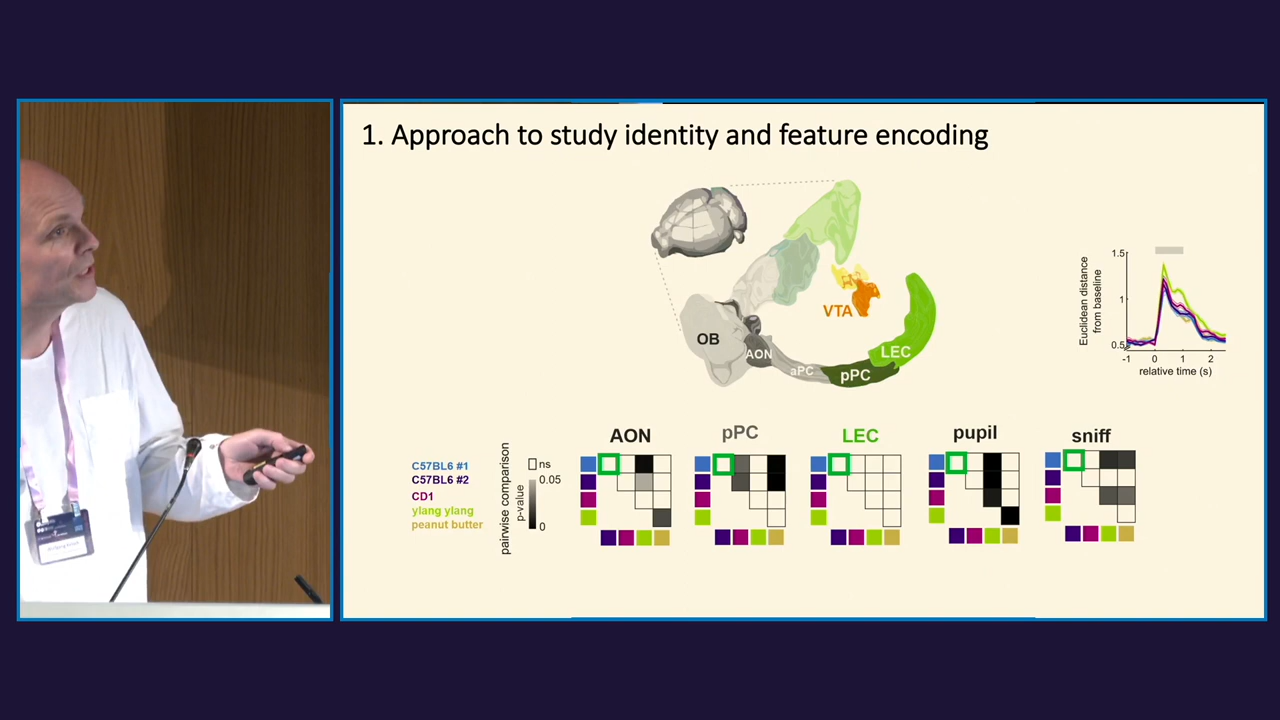 1. Approach to study identity and feature encoding
OB
AON
aPC
pPC
LEC
VTA
Euclidean distance
from baseline
1.5
1
0.5
-1 0 1 2
relative time (s)
AON pPC LEC pupil sniff
C57BL6 #1
C57BL6 #2
CD1
ylang ylang
peanut butter
pairwise comparison
p-value
ns
0.05
0